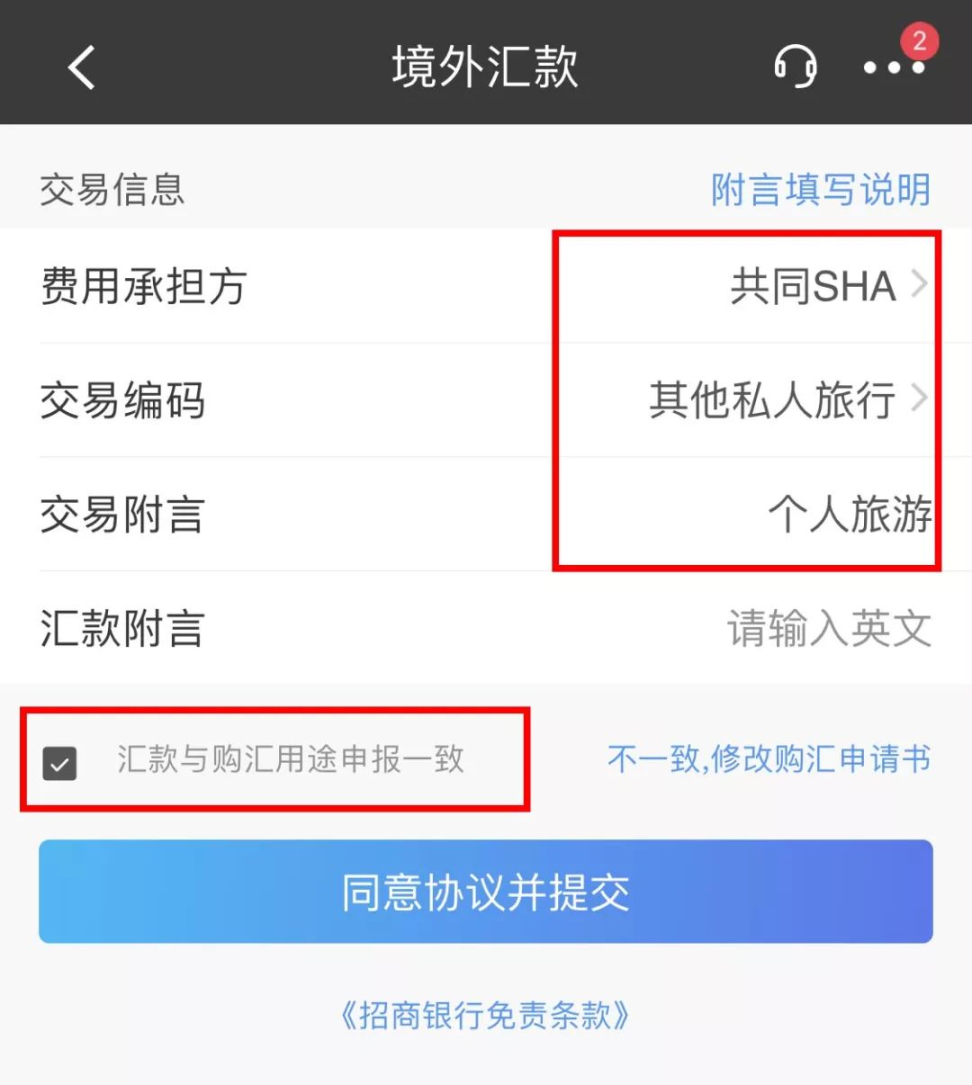 境外汇款
2
交易信息 附言填写说明
费用承担方 共同SHA
交易编码 其他私人旅行
交易附言 个人旅游
汇款附言 请输入英文
汇款与购汇用途申报一致 不一致,修改购汇申请书
同意协议并提交
《招商银行免责条款》